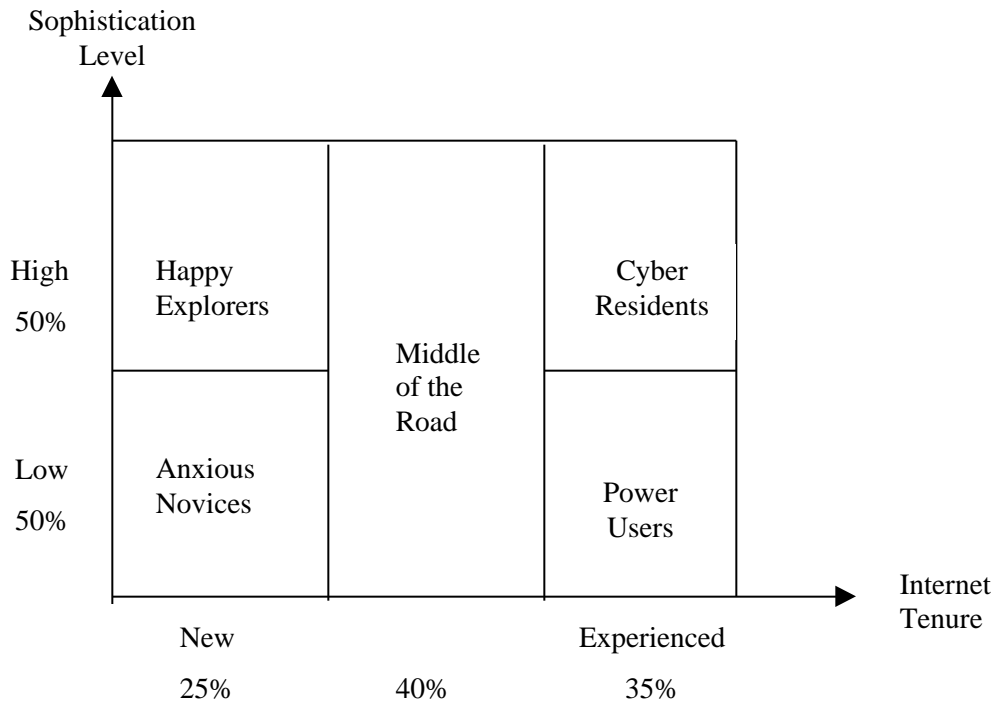 Sophistication
Level
High
50%
Happy
Explorers
Cyber
Residents
Middle
of the
Road
Low
50%
Anxious
Novices
Power
Users
Internet
Tenure
New
Experienced
25%
40%
35%